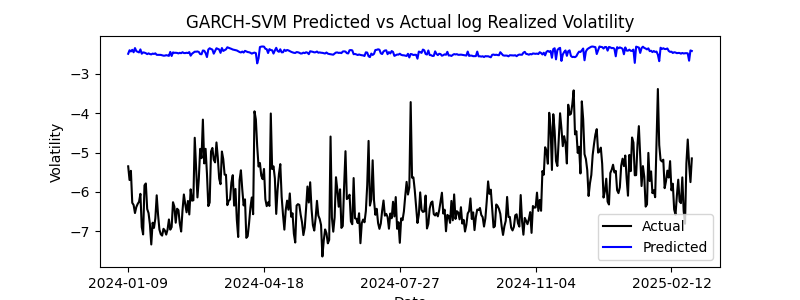 GARCH-SVM Predicted vs Actual log Realized Volatility
Volatility
−3
−4
−5
−6
−7
Actual
Predicted
2024-01-09 2024-04-18 2024-07-27 2024-11-04 2025-02-12
Date